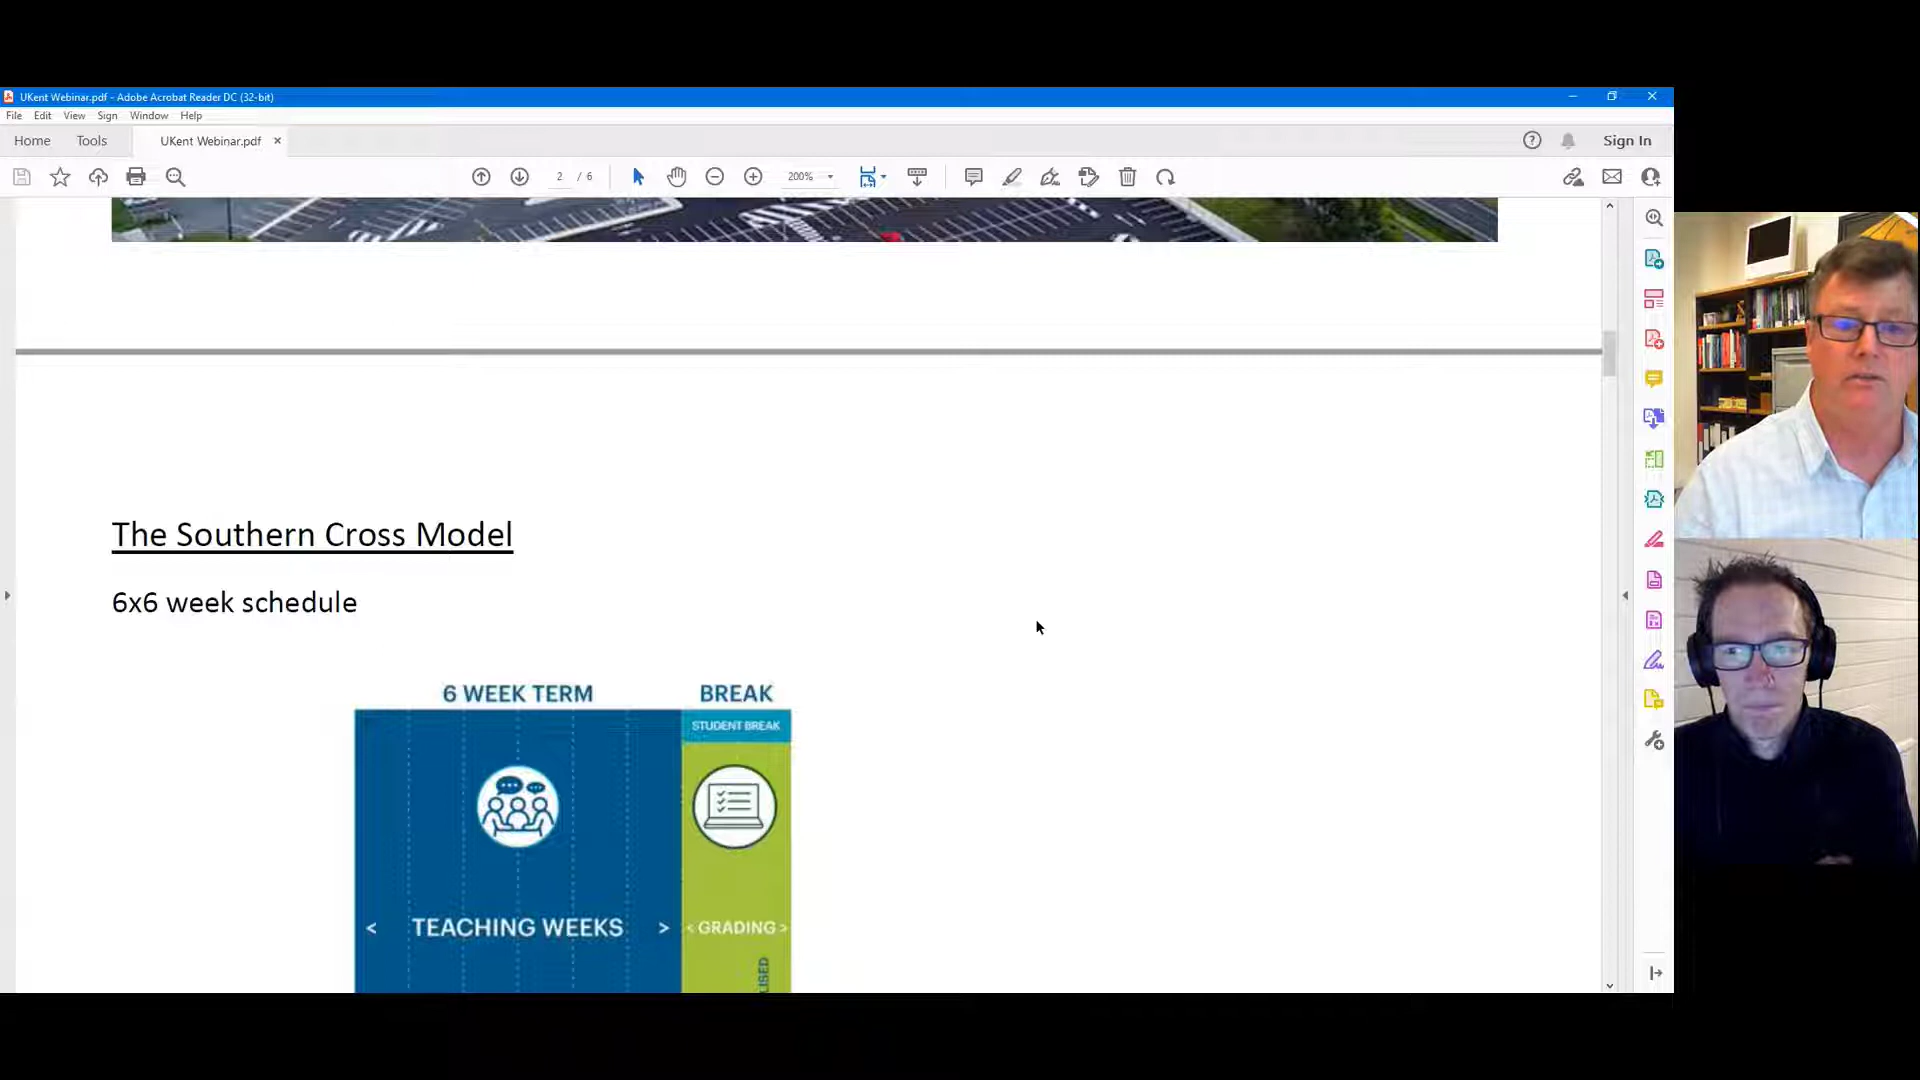 UKent Webinar.pdf - Adobe Acrobat Reader DC (32-bit)
File Edit View Sign Window Help
Home Tools UKent Webinar.pdf × Sign In
2 / 6 200%
The Southern Cross Model
6x6 week schedule
6 WEEK TERM BREAK
STUDENT BREAK
< TEACHING WEEKS > < GRADING >